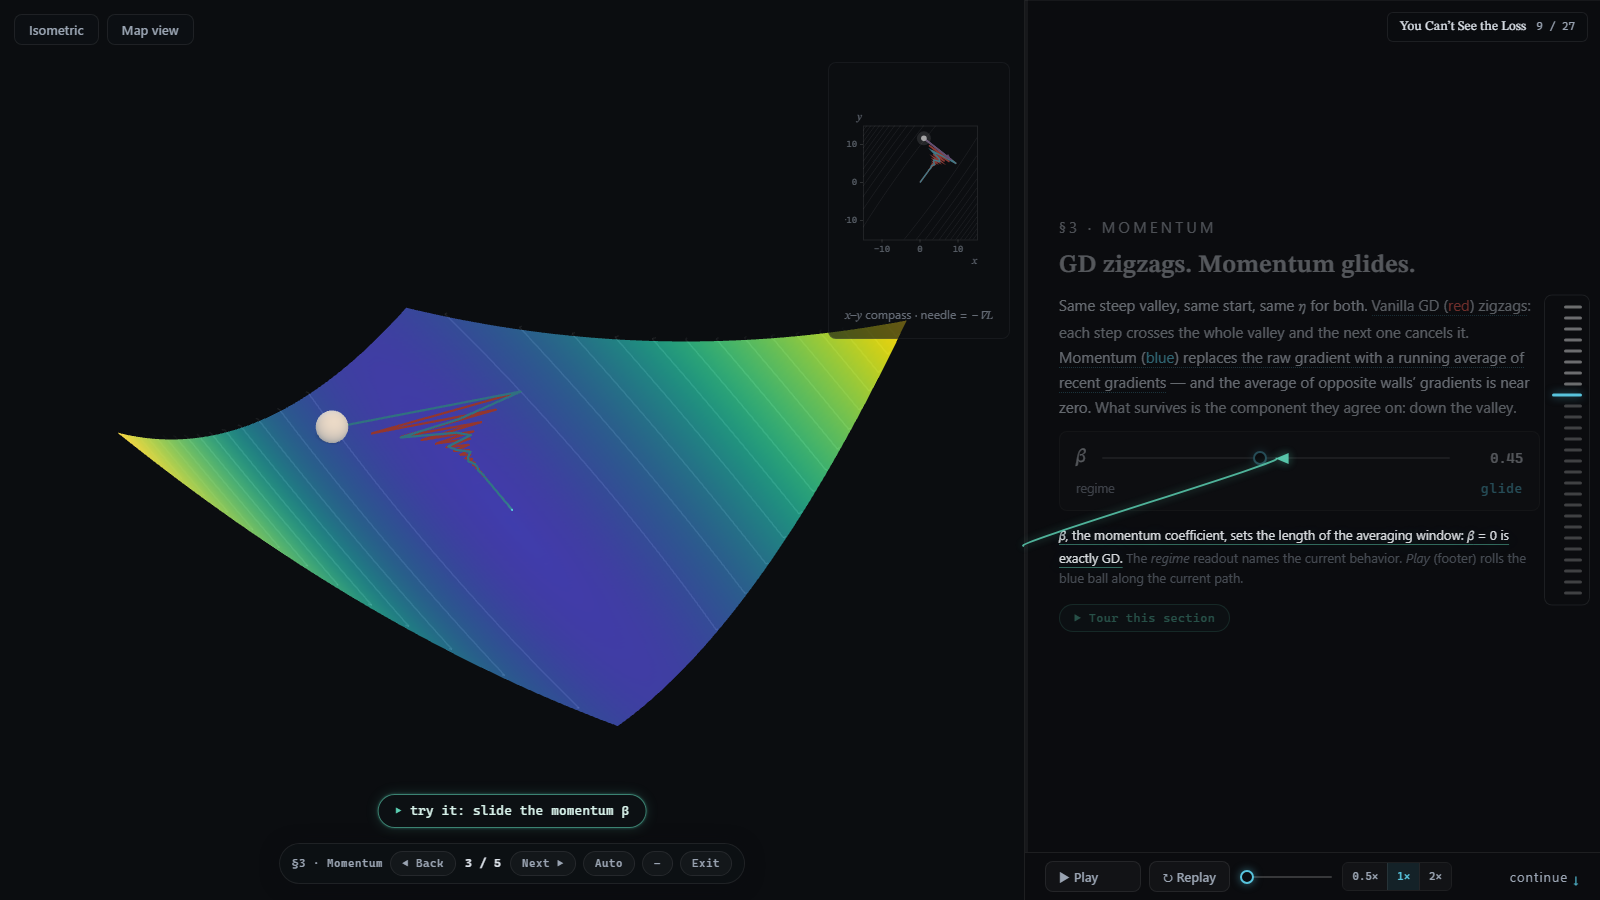 Isometric
Map view
You Can't See the Loss 9 / 27
y
10
0
-10
-10 0 10
x
x–y compass · needle = −∇L
§3 · MOMENTUM
GD zigzags. Momentum glides.
Same steep valley, same start, same η for both. Vanilla GD (red) zigzags:
each step crosses the whole valley and the next one cancels it.
Momentum (blue) replaces the raw gradient with a running average of
recent gradients — and the average of opposite walls' gradients is near
zero. What survives is the component they agree on: down the valley.
β 0.45
regime glide
β, the momentum coefficient, sets the length of the averaging window: β = 0 is
exactly GD. The regime readout names the current behavior. Play (footer) rolls the
blue ball along the current path.
▶ Tour this section
▶ try it: slide the momentum β
§3 · Momentum ◀ Back 3 / 5 Next ▶ Auto – Exit
▶ Play ↻ Replay 0.5× 1× 2× continue ↓